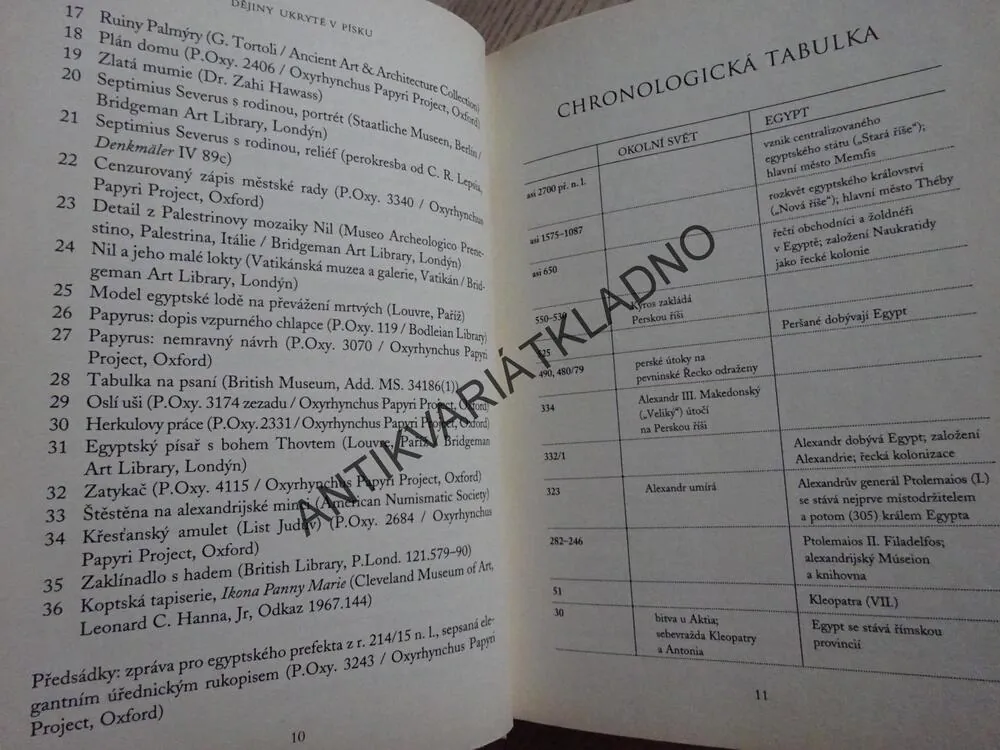 DĚJINY UKRYTÉ V PÍSKU
17 Ruiny Palmýry (G. Tortoli / Ancient Art & Architecture Collection)
18 Plán domu (P.Oxy. 2406 / Oxyrhynchus Papyri Project, Oxford)
19 Zlatá mumie (Dr. Zahi Hawass)
20 Septimius Severus s rodinou, portrét (Staatliche Museen, Berlin /
Bridgeman Art Library, Londýn)
21 Septimius Severus s rodinou, reliéf (perokresba od C. R. Lepsia,
Denkmäler IV 89c)
22 Cenzurovaný zápis městské rady (P.Oxy. 3340 / Oxyrhynchus
Papyri Project, Oxford)
23 Detail z Palestrinovy mozaiky Nil (Museo Archeologico Prene-
stino, Palestrina, Itálie / Bridgeman Art Library, Londýn)
24 Nil a jeho malé lokty (Vatikánská muzea a galerie, Vatikán / Brid-
geman Art Library, Londýn)
25 Model egyptské lodě na převážení mrtvých (Louvre, Paříž)
26 Papyrus: dopis vzpurného chlapce (P.Oxy. 119 / Bodleian Library)
27 Papyrus: nemravný návrh (P.Oxy. 3070 / Oxyrhynchus Papyri
Project, Oxford)
28 Tabulka na psaní (British Museum, Add. MS. 34186(1))
29 Oslí uši (P.Oxy. 3174 zezadu / Oxyrhynchus Papyri Project, Oxford)
30 Herkulovy práce (P.Oxy. 2331 / Oxyrhynchus Papyri Project, Oxford)
31 Egyptský písař s bohem Thovtem (Louvre, Paříž / Bridgeman
Art Library, Londýn)
32 Zatykač (P.Oxy. 4115 / Oxyrhynchus Papyri Project, Oxford)
33 Štěstěna na alexandrijské minci (American Numismatic Society)
34 Křesťanský amulet (List Judův) (P.Oxy. 2684 / Oxyrhynchus
Papyri Project, Oxford)
35 Zaklínadlo s hadem (British Library, P.Lond. 121.579–90)
36 Koptská tapiserie, Ikona Panny Marie (Cleveland Museum of Art,
Leonard C. Hanna, Jr, Odkaz 1967.144)
Předsádky: zpráva pro egyptského prefekta z r. 214/15 n. l., sepsaná ele-
gantním úřednickým rukopisem (P.Oxy. 3243 / Oxyrhynchus Papyri
Project, Oxford)
10
CHRONOLOGICKÁ TABULKA
OKOLNÍ SVĚT
EGYPT
asi 2700 př. n. l.
vznik centralizovaného
egyptského státu („Stará říše“);
hlavní město Memfis
asi 1575-1087
rozkvět egyptského království
(„Nová říše“); hlavní město Théby
asi 650
řečtí obchodníci a žoldnéři
v Egyptě; založení Naukratidy
jako řecké kolonie
550–530
Kýros zakládá
Perskou říši
525
Peršané dobývají Egypt
490, 480/79
perské útoky na
pevninské Řecko odraženy
334
Alexandr III. Makedonský
(„Veliký“) útočí
na Perskou říši
332/1
Alexandr dobývá Egypt; založení
Alexandrie; řecká kolonizace
323
Alexandr umírá
Alexandrův generál Ptolemaios (I.)
se stává nejprve místodržitelem
a potom (305) králem Egypta
282–246
Ptolemaios II. Filadelfos;
alexandrijský Múseion
a knihovna
51
Kleopatra (VII.)
30
bitva u Aktia;
sebevražda Kleopatry
a Antonia
Egypt se stává římskou
provincií
11
ANTIKVARIÁTKLADNO